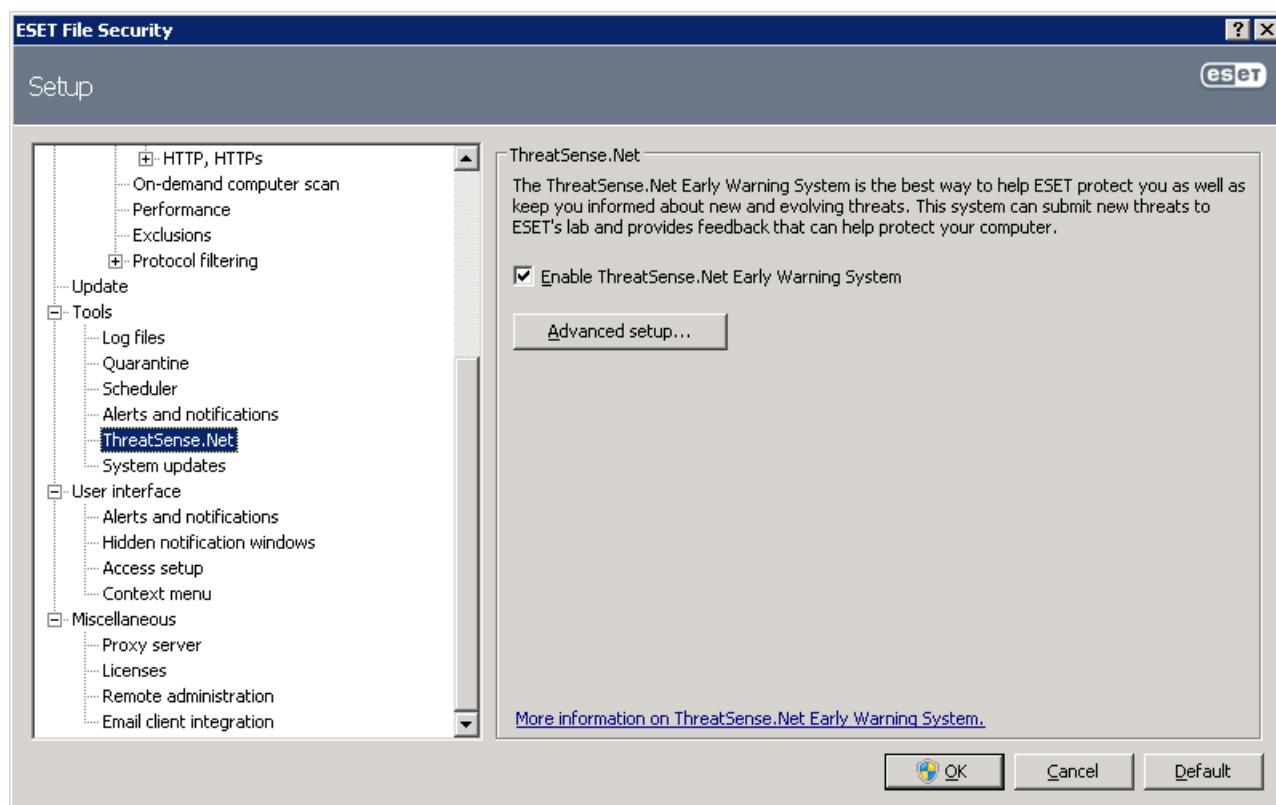 ESET File Security
Setup
eset
HTTP, HTTPs
On-demand computer scan
Performance
Exclusions
Protocol filtering
Update
Tools
Log files
Quarantine
Scheduler
Alerts and notifications
ThreatSense.Net
System updates
User interface
Alerts and notifications
Hidden notification windows
Access setup
Context menu
Miscellaneous
Proxy server
Licenses
Remote administration
Email client integration
ThreatSense.Net
The ThreatSense.Net Early Warning System is the best way to help ESET protect you as well as
keep you informed about new and evolving threats. This system can submit new threats to
ESET's lab and provides feedback that can help protect your computer.
Enable ThreatSense.Net Early Warning System
Advanced setup...
More information on ThreatSense.Net Early Warning System.
OK
Cancel
Default